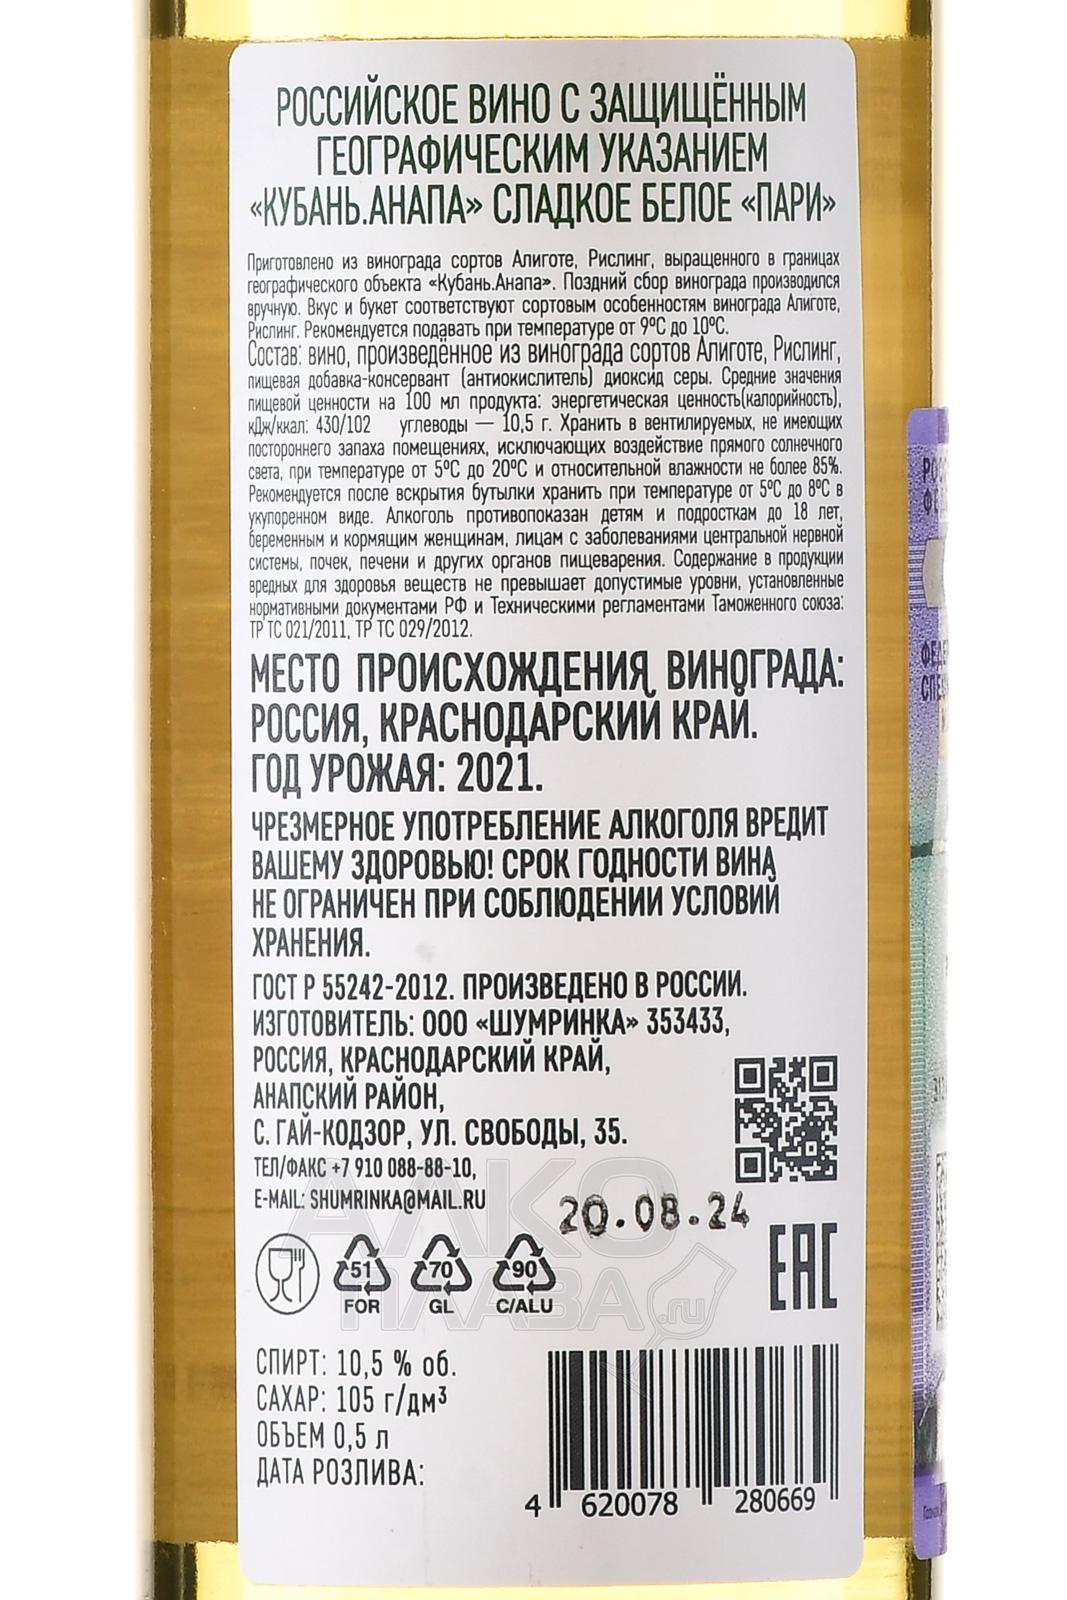 РОССИЙСКОЕ ВИНО С ЗАЩИЩЁННЫМ
ГЕОГРАФИЧЕСКИМ УКАЗАНИЕМ
«КУБАНЬ.АНАПА» СЛАДКОЕ БЕЛОЕ «ПАРИ»
Приготовлено из винограда сортов Алиготе, Рислинг, выращенного в границах
географического объекта «Кубань.Анапа». Поздний сбор винограда производился
вручную. Вкус и букет соответствуют сортовым особенностям винограда Алиготе,
Рислинг. Рекомендуется подавать при температуре от 9ºС до 10ºС.
Состав: вино, произведённое из винограда сортов Алиготе, Рислинг,
пищевая добавка-консервант (антиокислитель) диоксид серы. Средние значения
пищевой ценности на 100 мл продукта: энергетическая ценность(калорийность),
кДж/ккал: 430/102 углеводы — 10,5 г. Хранить в вентилируемых, не имеющих
постороннего запаха помещениях, исключающих воздействие прямого солнечного
света, при температуре от 5ºС до 20ºС и относительной влажности не более 85%.
Рекомендуется после вскрытия бутылки хранить при температуре от 5ºС до 8ºС в
укупоренном виде. Алкоголь противопоказан детям и подросткам до 18 лет,
беременным и кормящим женщинам, лицам с заболеваниями центральной нервной
системы, почек, печени и других органов пищеварения. Содержание в продукции
вредных для здоровья веществ не превышает допустимые уровни, установленные
нормативными документами РФ и Техническими регламентами Таможенного союза:
ТР ТС 021/2011, ТР ТС 029/2012.
МЕСТО ПРОИСХОЖДЕНИЯ ВИНОГРАДА:
РОССИЯ, КРАСНОДАРСКИЙ КРАЙ.
ГОД УРОЖАЯ: 2021.
ЧРЕЗМЕРНОЕ УПОТРЕБЛЕНИЕ АЛКОГОЛЯ ВРЕДИТ
ВАШЕМУ ЗДОРОВЬЮ! СРОК ГОДНОСТИ ВИНА
НЕ ОГРАНИЧЕН ПРИ СОБЛЮДЕНИИ УСЛОВИЙ
ХРАНЕНИЯ.
ГОСТ Р 55242-2012. ПРОИЗВЕДЕНО В РОССИИ.
ИЗГОТОВИТЕЛЬ: ООО «ШУМРИНКА» 353433,
РОССИЯ, КРАСНОДАРСКИЙ КРАЙ,
АНАПСКИЙ РАЙОН,
С. ГАЙ-КОДЗОР, УЛ. СВОБОДЫ, 35.
ТЕЛ/ФАКС +7 910 088-88-10,
E-MAIL: SHUMRINKA@MAIL.RU
20.08.24
51 70 90
FOR GL C/ALU
EAC
АЛКО
ПЛАВА.ru
СПИРТ: 10,5 % об.
САХАР: 105 г/дм³
ОБЪЕМ 0,5 л
ДАТА РОЗЛИВА:
4 620078 280669